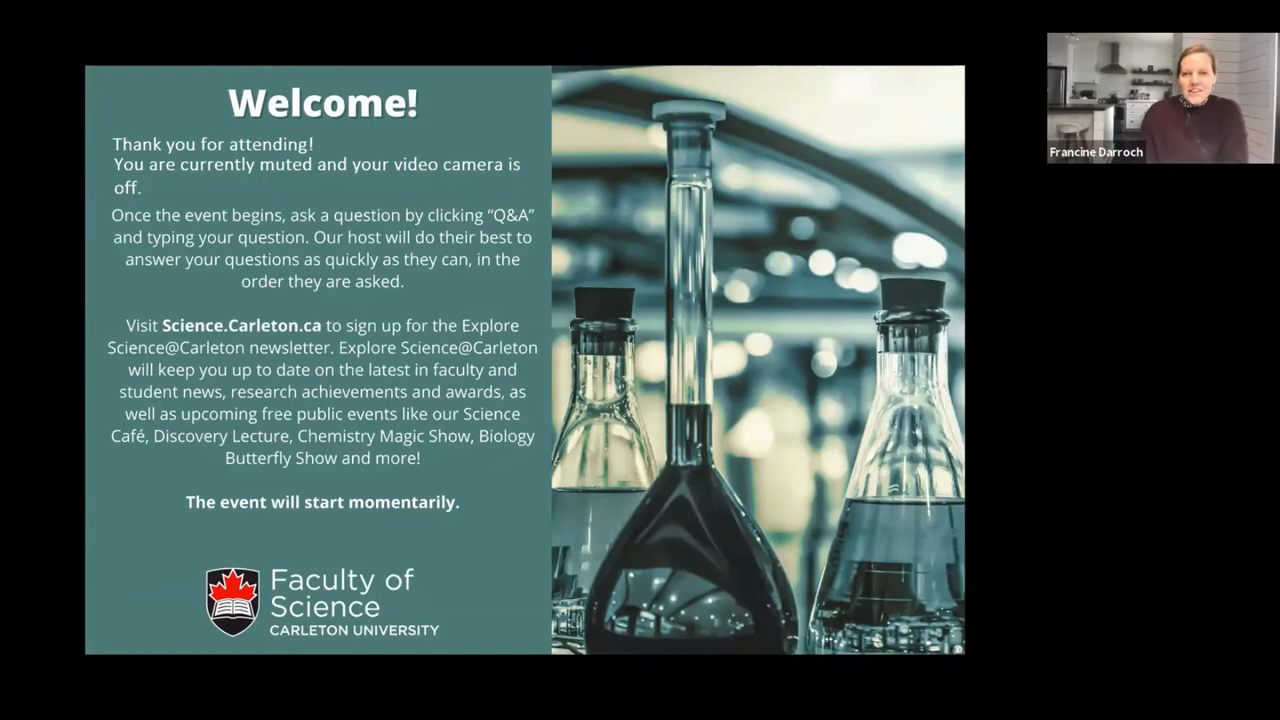 Welcome!
Thank you for attending!
You are currently muted and your video camera is
off.
Once the event begins, ask a question by clicking “Q&A”
and typing your question. Our host will do their best to
answer your questions as quickly as they can, in the
order they are asked.
Visit Science.Carleton.ca to sign up for the Explore
Science@Carleton newsletter. Explore Science@Carleton
will keep you up to date on the latest in faculty and
student news, research achievements and awards, as
well as upcoming free public events like our Science
Café, Discovery Lecture, Chemistry Magic Show, Biology
Butterfly Show and more!
The event will start momentarily.
Faculty of
Science
CARLETON UNIVERSITY
Francine Darroch